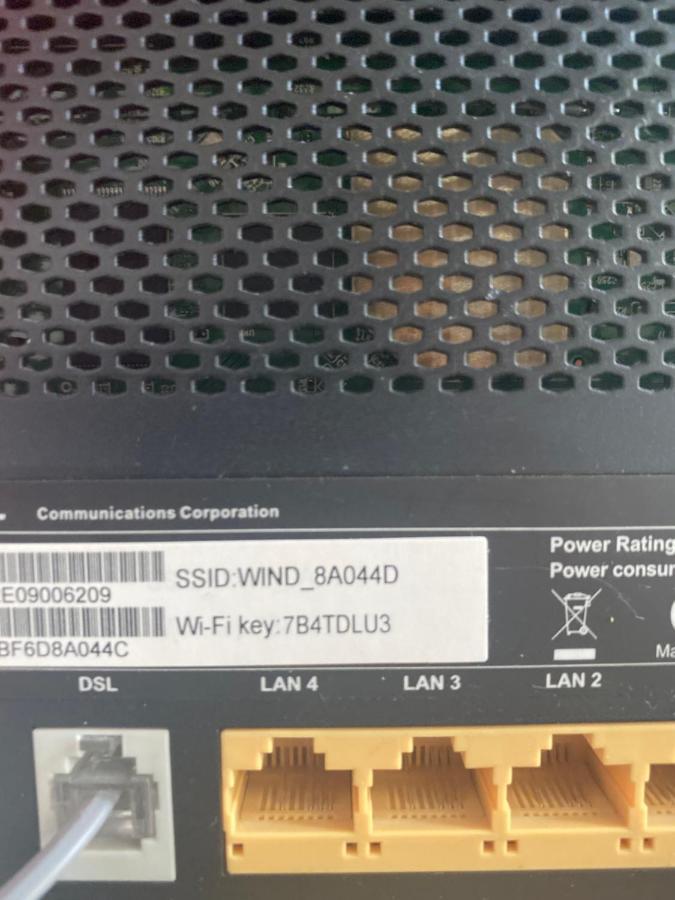 Communications Corporation
E09006209
SSID:WIND_8A044D
BF6D8A044C
Wi-Fi key:7B4TDLU3
Power Rating
Power consum
Ma
DSL LAN 4 LAN 3 LAN 2